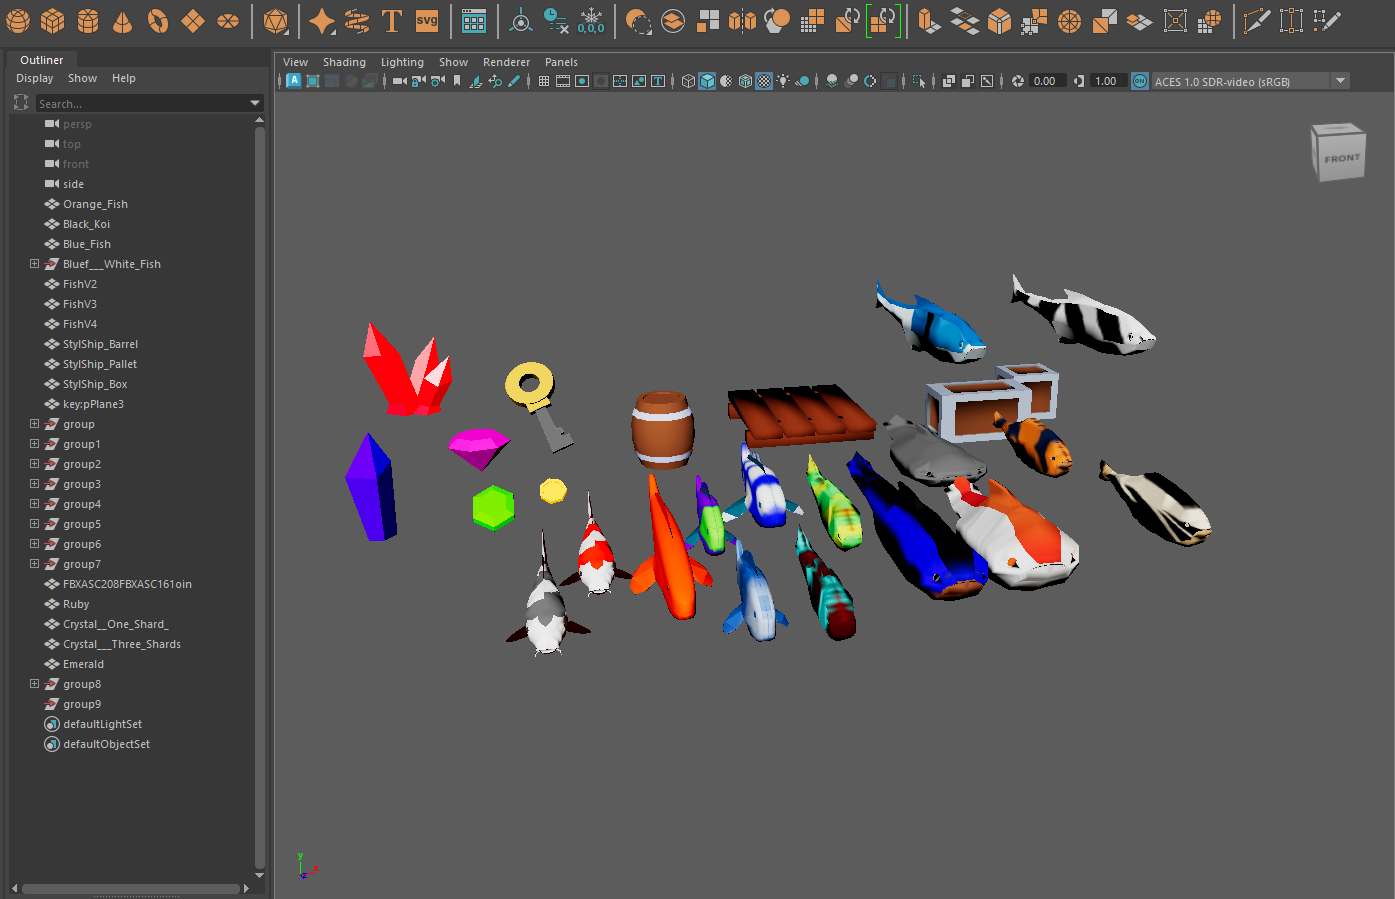 T
SVG
0,0,0
Outliner
Display Show Help
Search...
persp
top
front
side
Orange_Fish
Black_Koi
Blue_Fish
Bluef___White_Fish
FishV2
FishV3
FishV4
StylShip_Barrel
StylShip_Pallet
StylShip_Box
key:pPlane3
group
group1
group2
group3
group4
group5
group6
group7
FBXASC208FBXASC161oin
Ruby
Crystal__One_Shard_
Crystal___Three_Shards
Emerald
group8
group9
defaultLightSet
defaultObjectSet
View Shading Lighting Show Renderer Panels
A
T
0.00
1.00
ON
ACES 1.0 SDR-video (sRGB)
FRONT
y
x